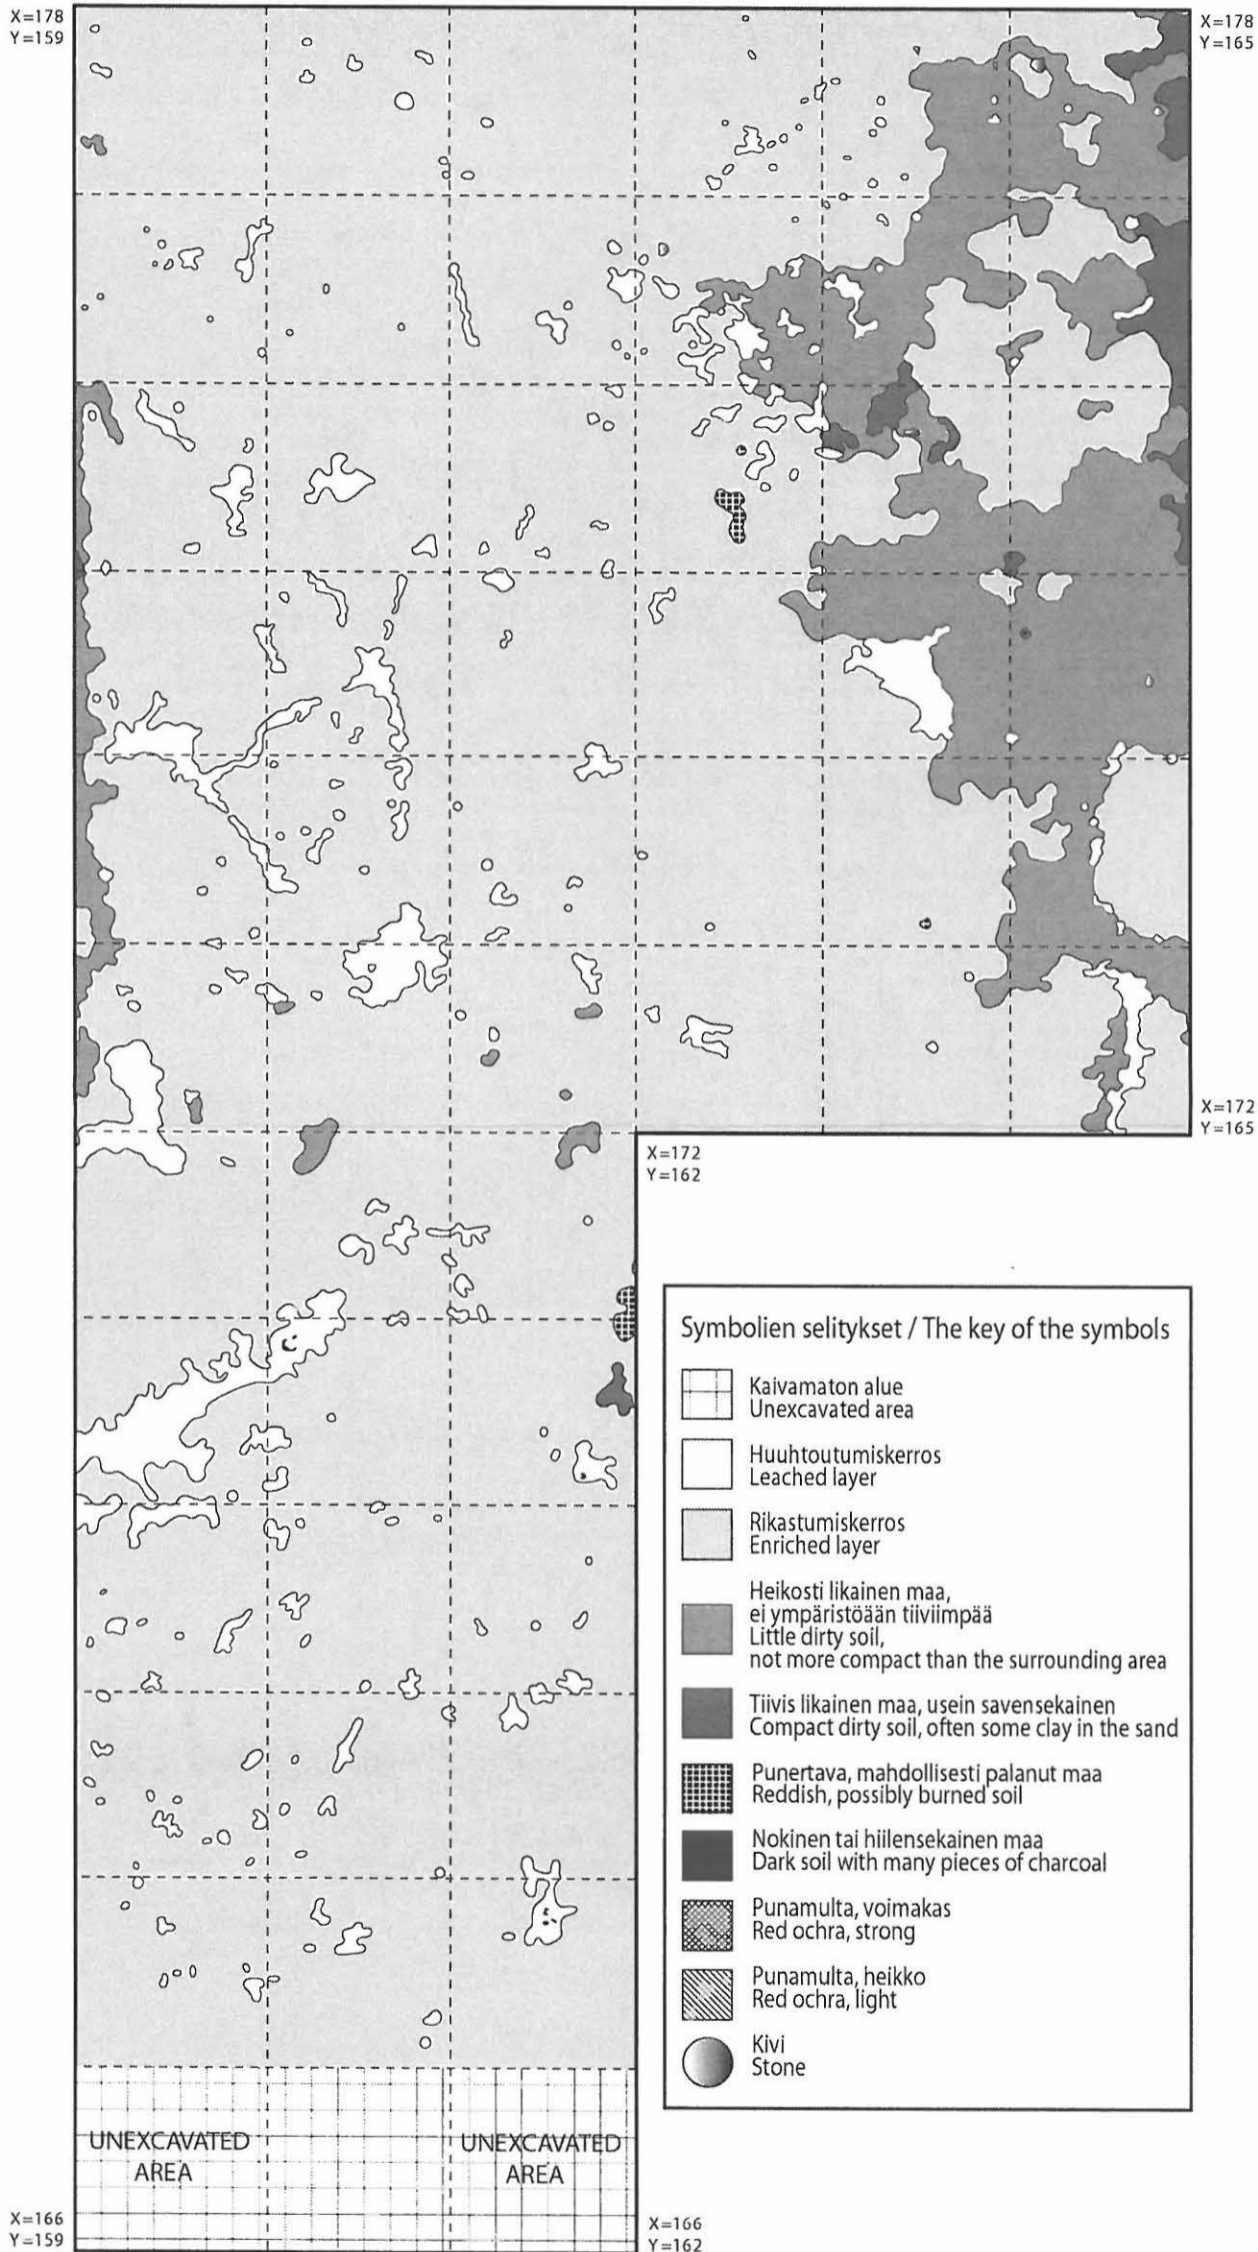 X=178
Y=159
X=178
Y=165
X=172
Y=165
X=172
Y=162
Symbolien selitykset / The key of the symbols
Kaivamaton alue
Unexcavated area
Huuhtoutumiskerros
Leached layer
Rikastumiskerros
Enriched layer
Heikosti likainen maa,
ei ympäristöään tiiviimpää
Little dirty soil,
not more compact than the surrounding area
Tiivis likainen maa, usein savensekainen
Compact dirty soil, often some clay in the sand
Punertava, mahdollisesti palanut maa
Reddish, possibly burned soil
Nokinen tai hiilensekainen maa
Dark soil with many pieces of charcoal
Punamulta, voimakas
Red ochra, strong
Punamulta, heikko
Red ochra, light
Kivi
Stone
UNEXCAVATED
AREA
UNEXCAVATED
AREA
X=166
Y=159
X=166
Y=162